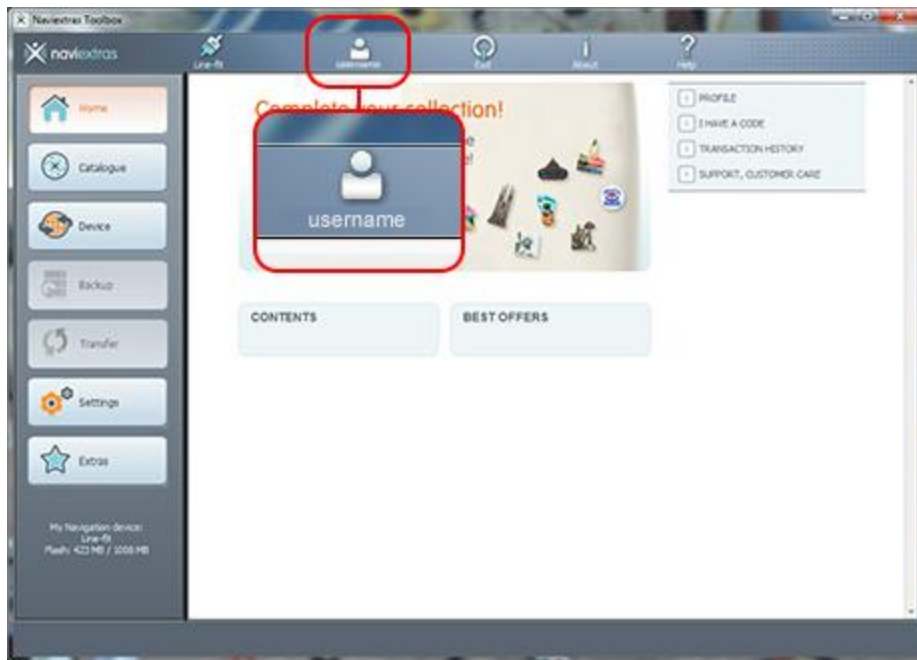 Naviextras Toolbox
naviextras
Line-fit
username
Exit
About
Help
Home
Catalogue
Device
Backup
Transfer
Settings
Extras
My Navigation device:
Line-fit
Flash: 423 MB / 1008 MB
Complete your collection!
username
CONTENTS
BEST OFFERS
PROFILE
I HAVE A CODE
TRANSACTION HISTORY
SUPPORT, CUSTOMER CARE